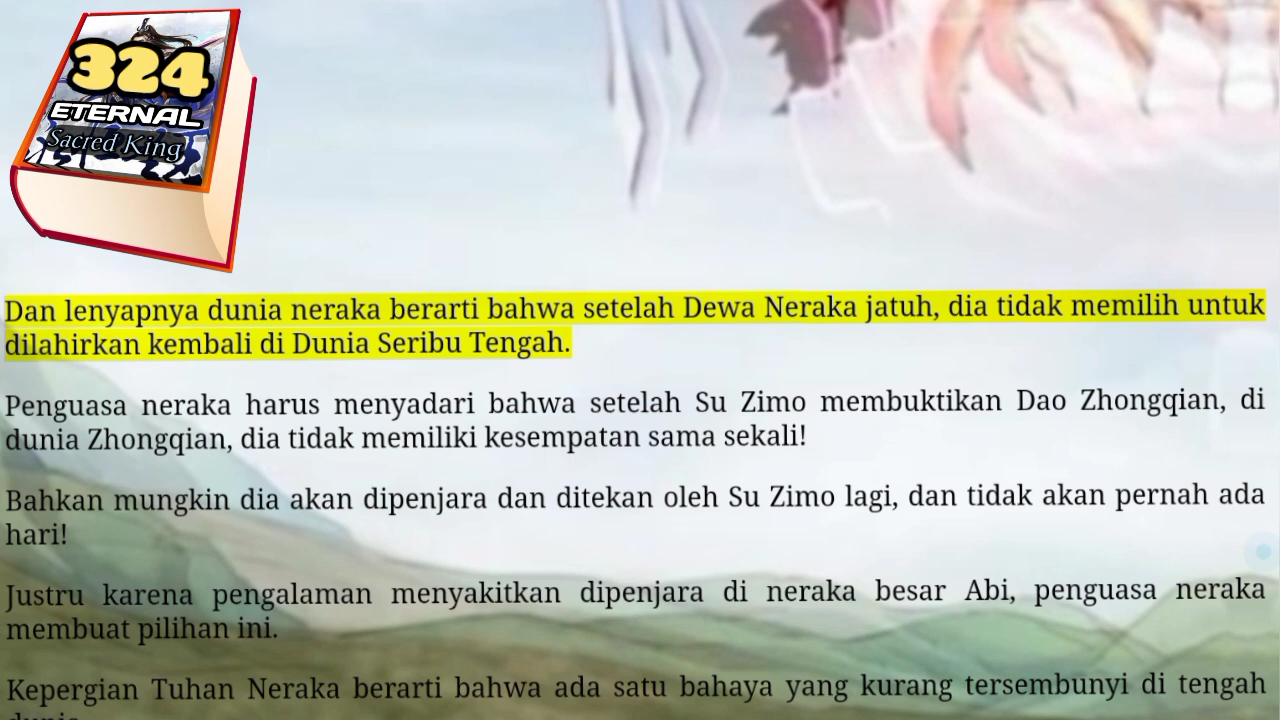 324
ETERNAL
Sacred King
Dan lenyapnya dunia neraka berarti bahwa setelah Dewa Neraka jatuh, dia tidak memilih untuk
dilahirkan kembali di Dunia Seribu Tengah.
Penguasa neraka harus menyadari bahwa setelah Su Zimo membuktikan Dao Zhongqian, di
dunia Zhongqian, dia tidak memiliki kesempatan sama sekali!
Bahkan mungkin dia akan dipenjara dan ditekan oleh Su Zimo lagi, dan tidak akan pernah ada
hari!
Justru karena pengalaman menyakitkan dipenjara di neraka besar Abi, penguasa neraka
membuat pilihan ini.
Kepergian Tuhan Neraka berarti bahwa ada satu bahaya yang kurang tersembunyi di tengah